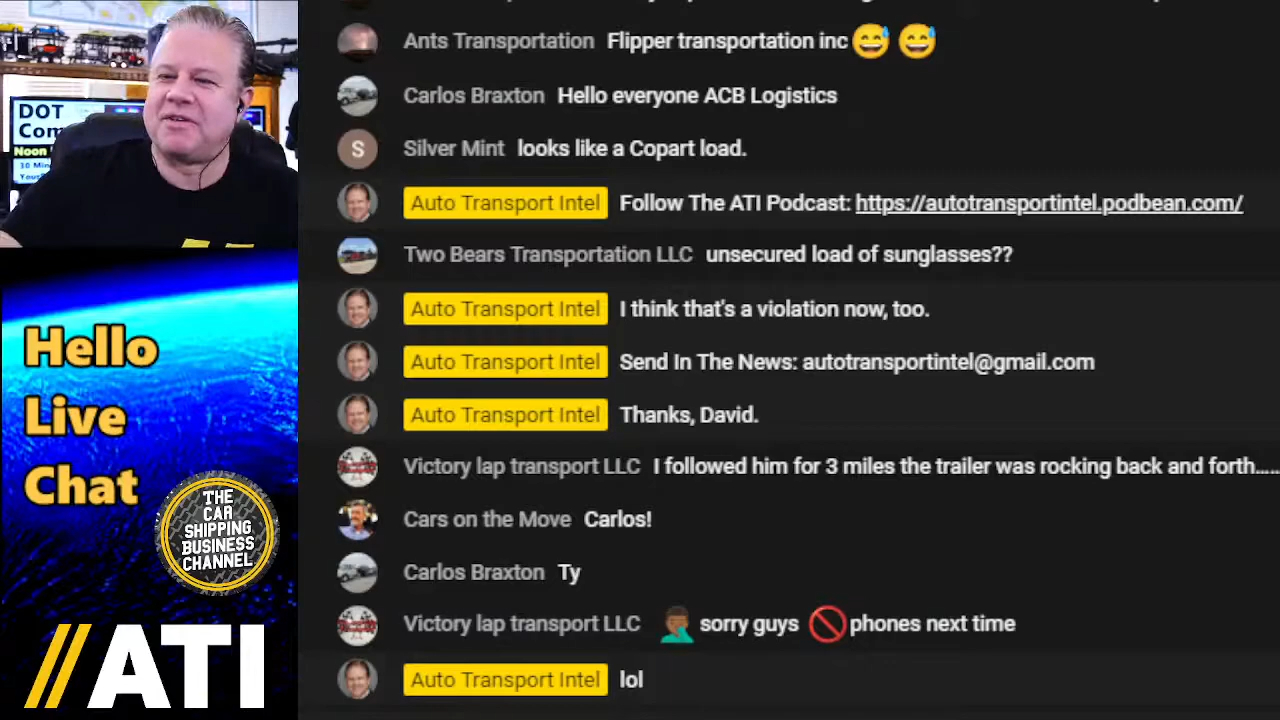 Ants Transportation Flipper transportation inc 😅 😅
Carlos Braxton Hello everyone ACB Logistics
S Silver Mint looks like a Copart load.
Auto Transport Intel Follow The ATI Podcast: https://autotransportintel.podbean.com/
Two Bears Transportation LLC unsecured load of sunglasses??
Auto Transport Intel I think that's a violation now, too.
Auto Transport Intel Send In The News: autotransportintel@gmail.com
Auto Transport Intel Thanks, David.
Victory lap transport LLC I followed him for 3 miles the trailer was rocking back and forth.....
Cars on the Move Carlos!
Carlos Braxton Ty
Victory lap transport LLC 🤦🏾 sorry guys 🚫 phones next time
Auto Transport Intel lol
DOT
Com
Noon
10 Min
Hello
Live
Chat
THE
CAR
SHIPPING
BUSINESS
CHANNEL
//ATI